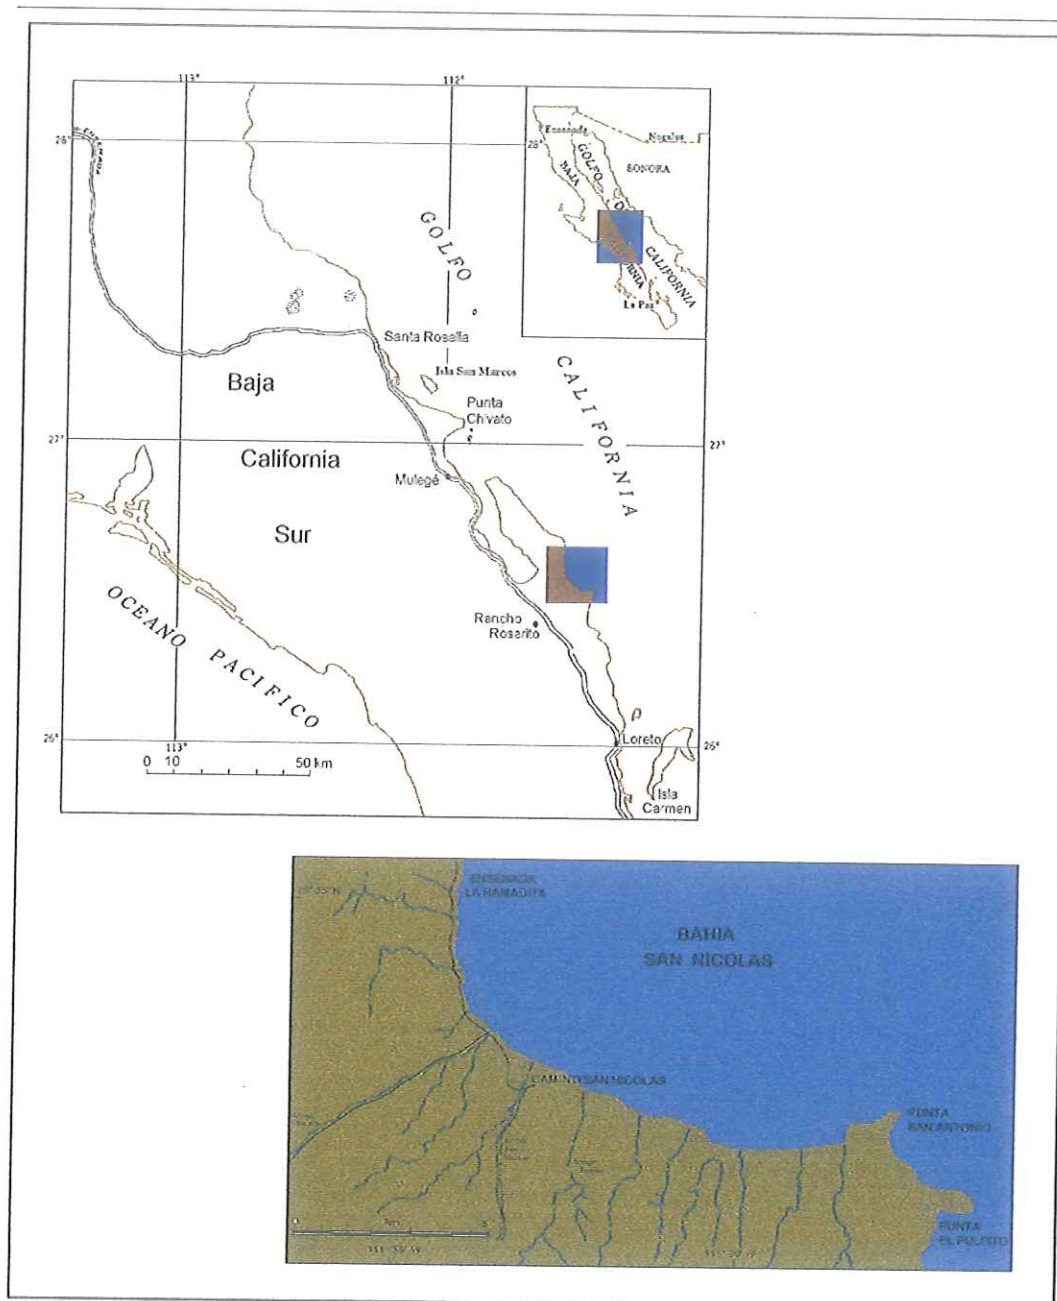 113°
112°
28°
28°
GOLFO
Santa Rosalia
Isla San Marcos
Baja
Punta
Chivato
27°
27°
California
Mulegé
CALIFORNIA
Sur
Rancho
Rosarito
OCEANO PACIFICO
26°
26°
113°
0 10 50 km
Loreto
Isla
Carmen
Ensenada
Nogales
GOLFO
BAJA
SONORA
CALIFORNIA
La Paz
ENSENADA
LA RAMADITA
BAHIA
SAN NICOLAS
CAMINO SAN NICOLAS
PUNTA
SAN ANTONIO
PUNTA
EL PULPITO